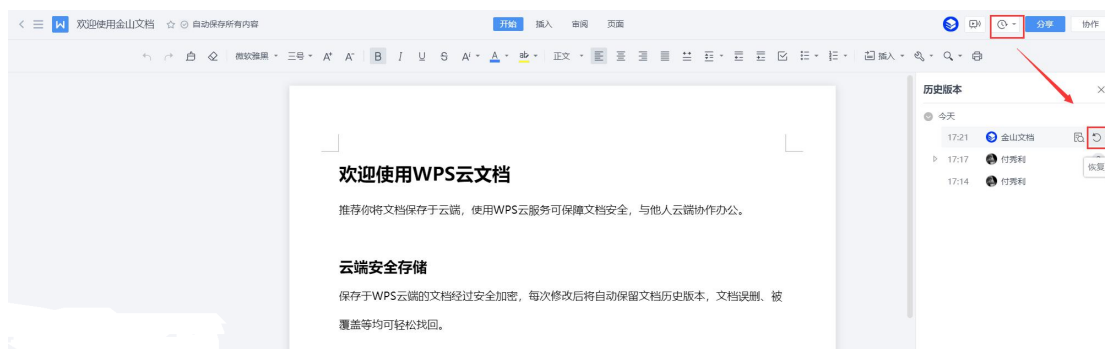 欢迎使用金山文档 自动保存所有内容 开始 插入 审阅 页面 分享 协作
微软雅黑 三号 A⁺ A⁻ B I U S A 正文 插入
历史版本
今天
17:21 金山文档
17:17 付秀利
恢复
17:14 付秀利
欢迎使用WPS云文档
推荐你将文档保存于云端，使用WPS云服务可保障文档安全，与他人云端协作办公。
云端安全存储
保存于WPS云端的文档经过安全加密，每次修改后将自动保留文档历史版本，文档误删、被
覆盖等均可轻松找回。